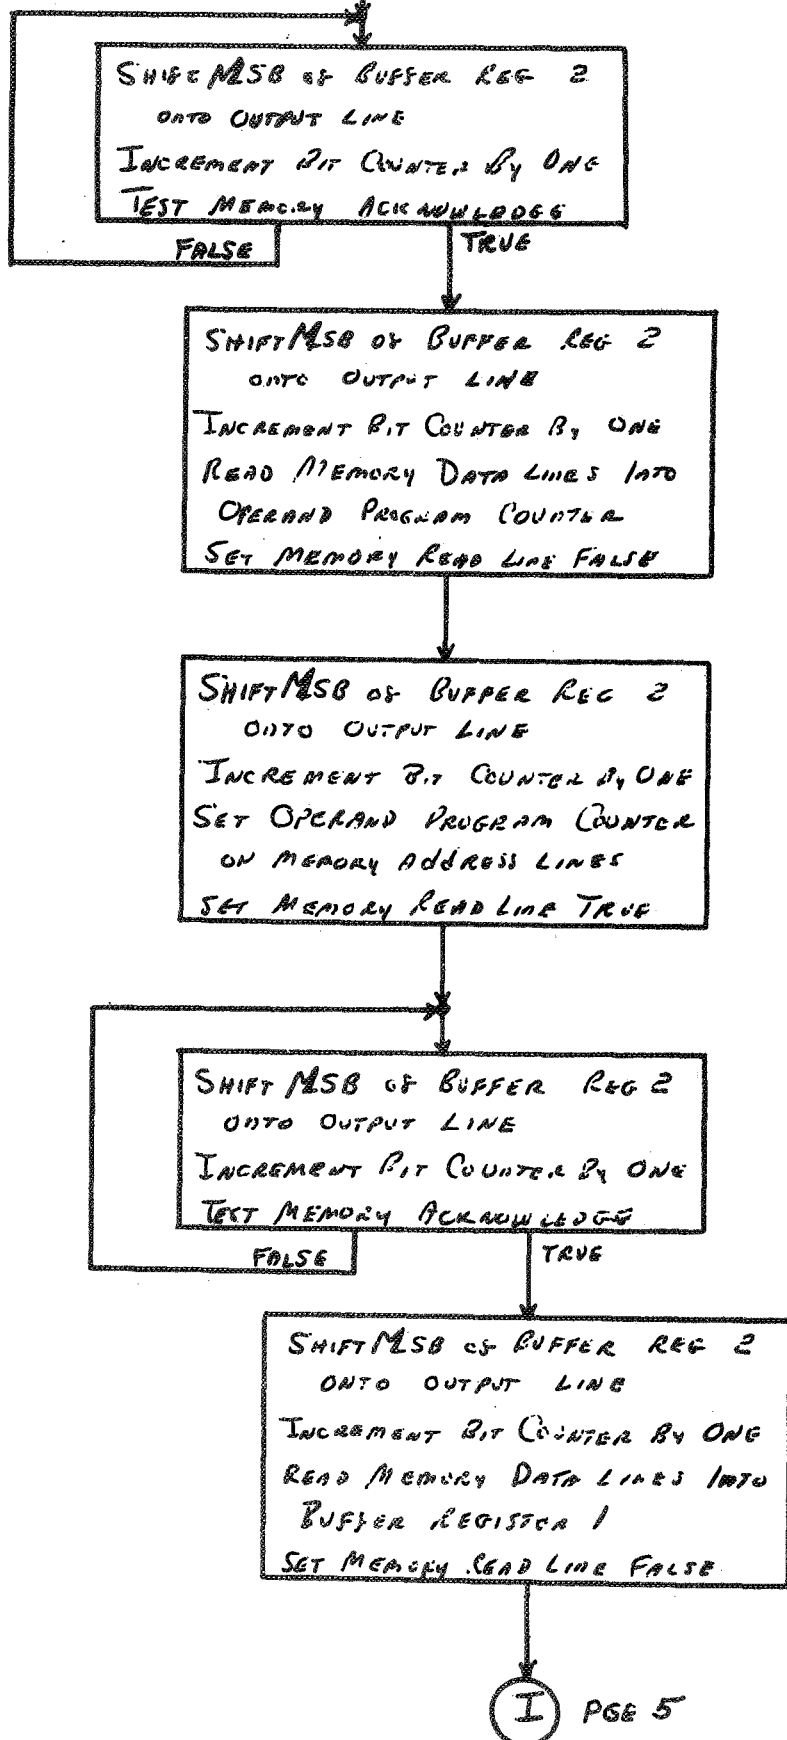 SHIFT MSB OF BUFFER REG 2
ONTO OUTPUT LINE
INCREMENT BIT COUNTER BY ONE
TEST MEMORY ACKNOWLEDGE
FALSE
TRUE
SHIFT MSB OF BUFFER REG 2
ONTO OUTPUT LINE
INCREMENT BIT COUNTER BY ONE
READ MEMORY DATA LINES INTO
OPERAND PROGRAM COUNTER
SET MEMORY READ LINE FALSE
SHIFT MSB OF BUFFER REG 2
ONTO OUTPUT LINE
INCREMENT BIT COUNTER BY ONE
SET OPERAND PROGRAM COUNTER
ON MEMORY ADDRESS LINES
SET MEMORY READ LINE TRUE
SHIFT MSB OF BUFFER REG 2
ONTO OUTPUT LINE
INCREMENT BIT COUNTER BY ONE
TEST MEMORY ACKNOWLEDGE
FALSE
TRUE
SHIFT MSB OF BUFFER REG 2
ONTO OUTPUT LINE
INCREMENT BIT COUNTER BY ONE
READ MEMORY DATA LINES INTO
BUFFER REGISTER 1
SET MEMORY READ LINE FALSE
I PGE 5